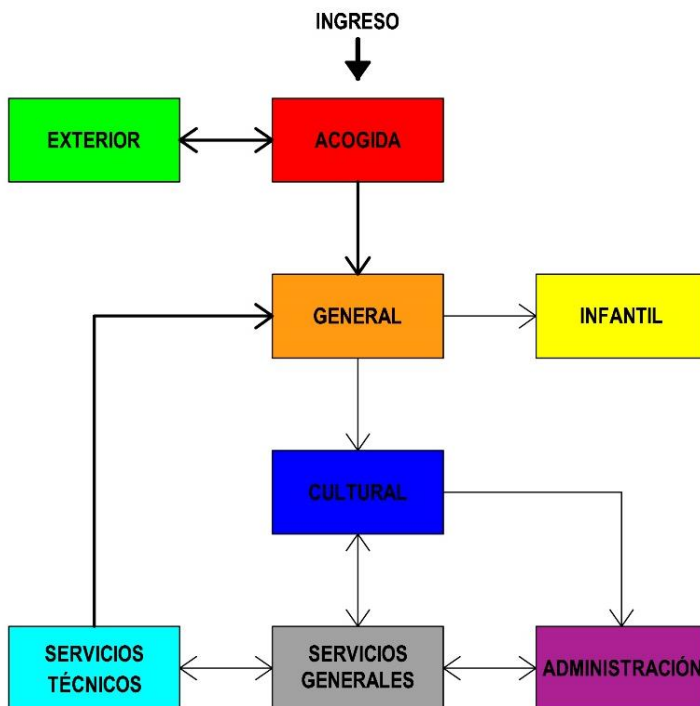 INGRESO
EXTERIOR
ACOGIDA
GENERAL
INFANTIL
CULTURAL
SERVICIOS
TÉCNICOS
SERVICIOS
GENERALES
ADMINISTRACIÓN